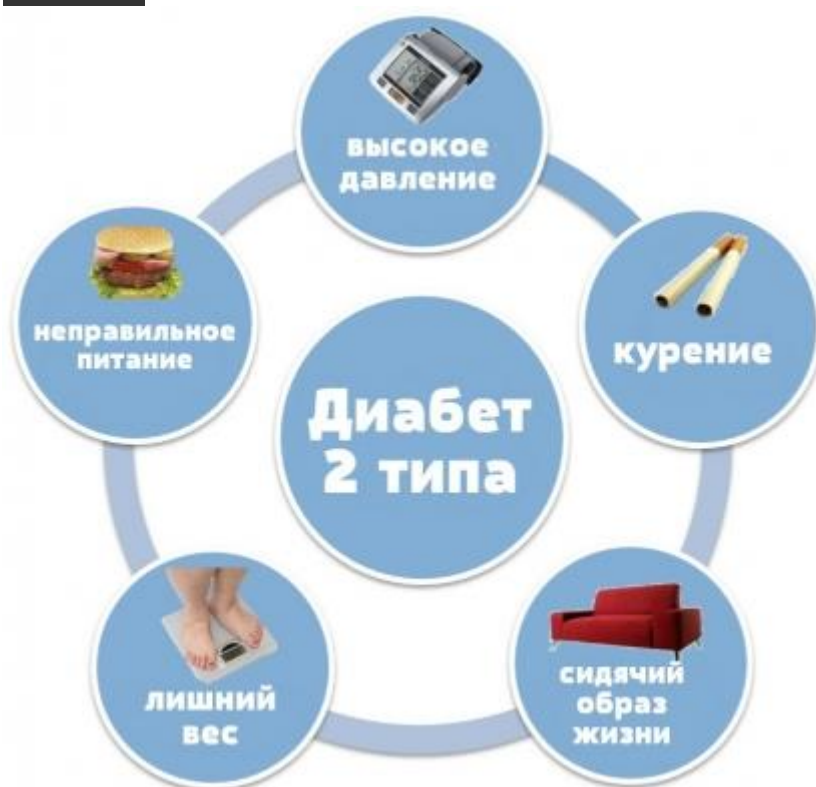 высокое
давление
неправильное
питание
курение
Диабет
2 типа
лишний
вес
сидячий
образ
жизни